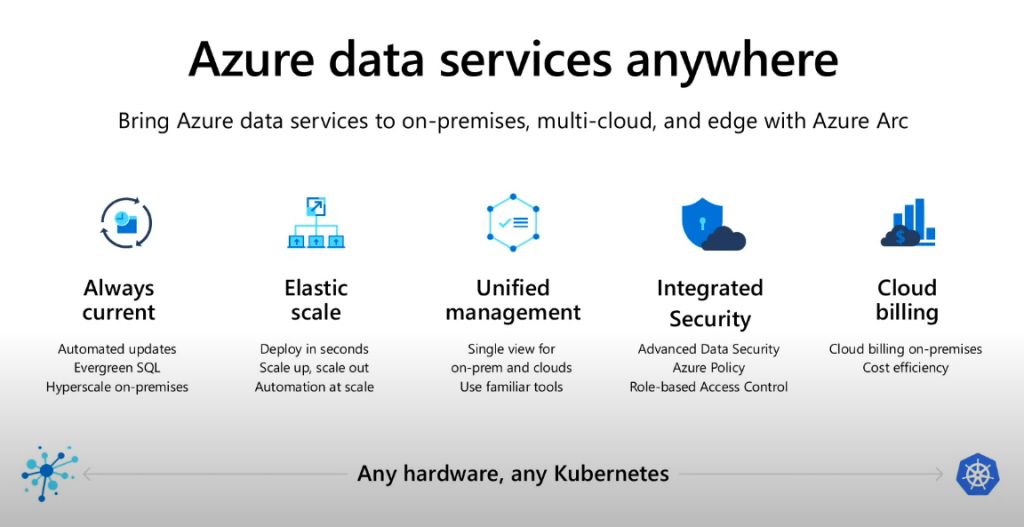 Azure data services anywhere
Bring Azure data services to on-premises, multi-cloud, and edge with Azure Arc
Always
current
Automated updates
Evergreen SQL
Hyperscale on-premises
Elastic
scale
Deploy in seconds
Scale up, scale out
Automation at scale
Unified
management
Single view for
on-prem and clouds
Use familiar tools
Integrated
Security
Advanced Data Security
Azure Policy
Role-based Access Control
$
Cloud
billing
Cloud billing on-premises
Cost efficiency
Any hardware, any Kubernetes